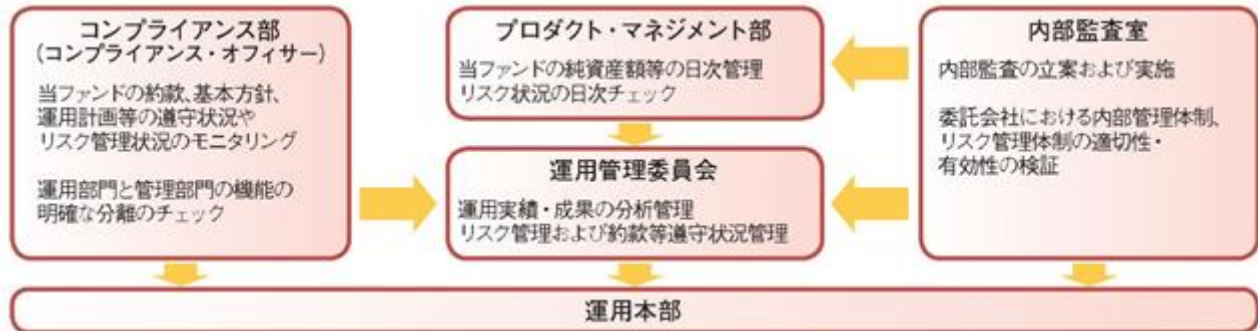 コンプライアンス部
(コンプライアンス・オフィサー)
当ファンドの約款、基本方針、
運用計画等の遵守状況や
リスク管理状況のモニタリング
運用部門と管理部門の機能の
明確な分離のチェック
プロダクト・マネジメント部
当ファンドの純資産額等の日次管理
リスク状況の日次チェック
運用管理委員会
運用実績・成果の分析管理
リスク管理および約款等遵守状況管理
内部監査室
内部監査の立案および実施
委託会社における内部管理体制、
リスク管理体制の適切性・
有効性の検証
運用本部